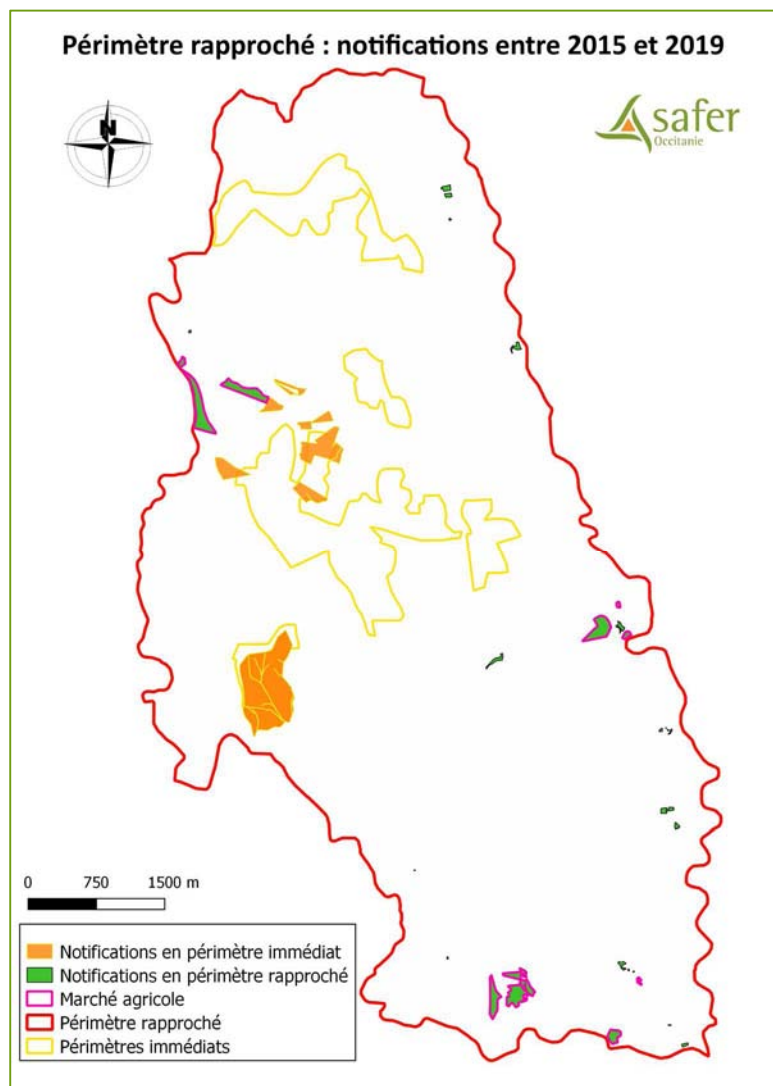 Périmètre rapproché : notifications entre 2015 et 2019
N
safer
Occitanie
0 750 1500 m
Notifications en périmètre immédiat
Notifications en périmètre rapproché
Marché agricole
Périmètre rapproché
Périmètres immédiats